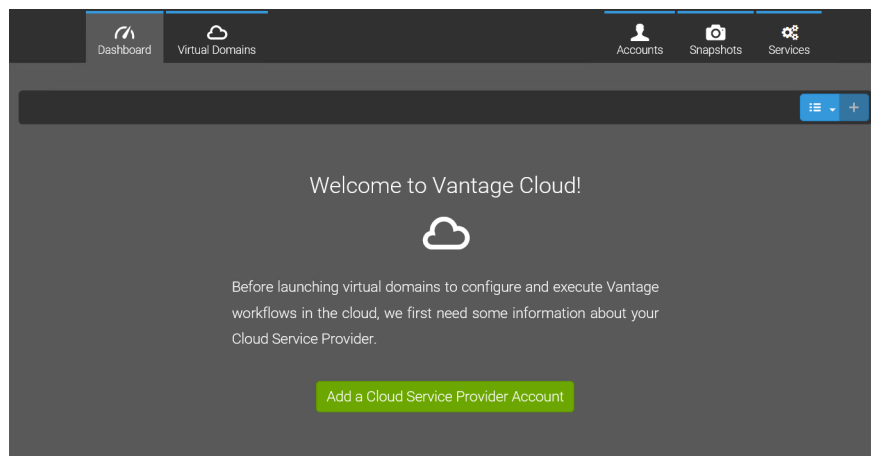 Dashboard
Virtual Domains
Accounts
Snapshots
Services
Welcome to Vantage Cloud!
Before launching virtual domains to configure and execute Vantage
workflows in the cloud, we first need some information about your
Cloud Service Provider.
Add a Cloud Service Provider Account